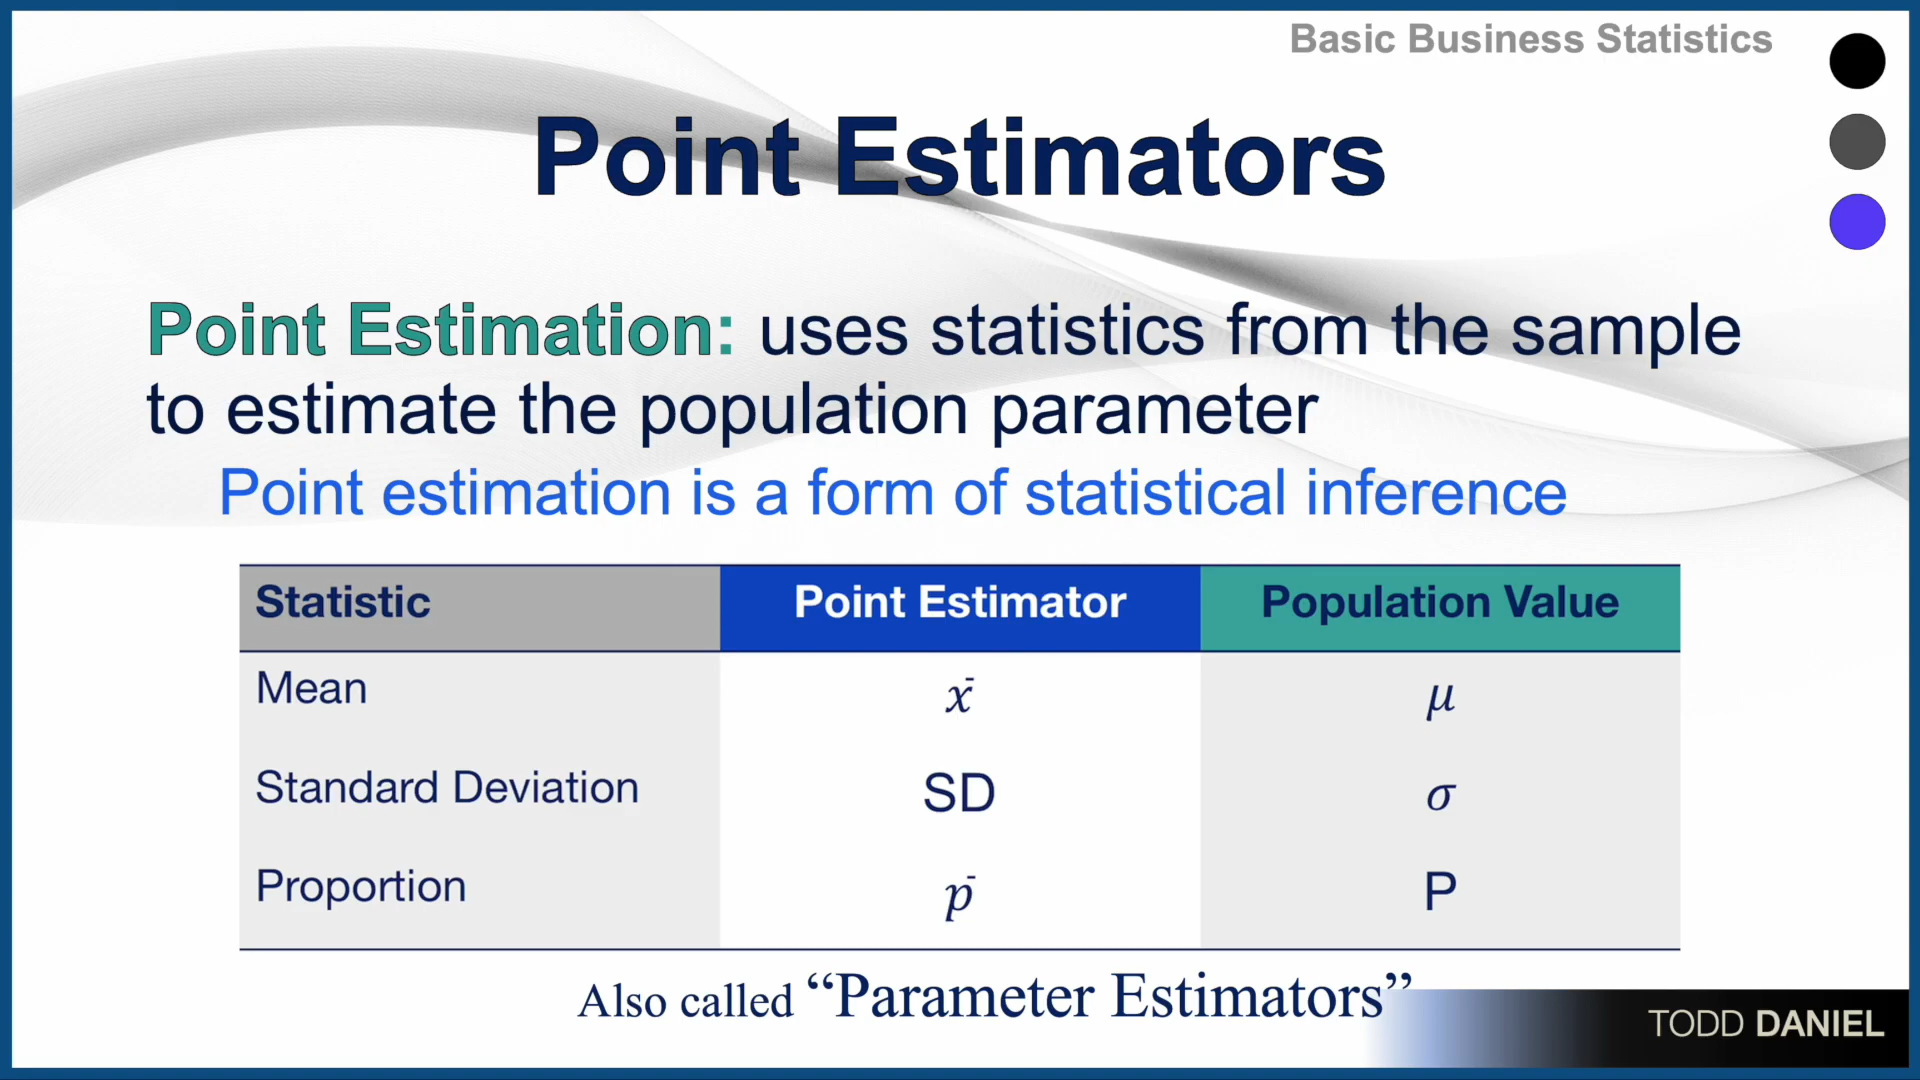 Basic Business Statistics
Point Estimators
Point Estimation: uses statistics from the sample
to estimate the population parameter
Point estimation is a form of statistical inference
Statistic Point Estimator Population Value
Mean x̄ μ
Standard Deviation SD σ
Proportion p̄ P
Also called “Parameter Estimators”
TODD DANIEL